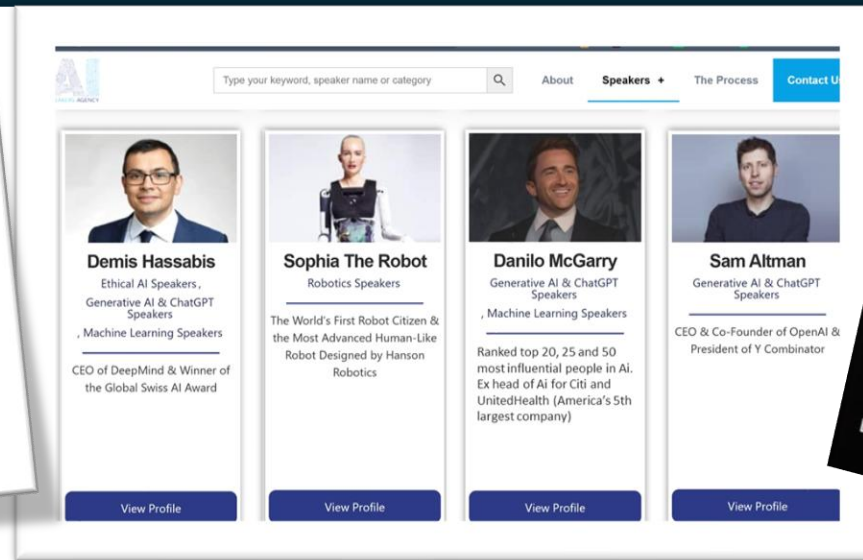 AI
Type your keyword, speaker name or category
About
Speakers +
The Process
Contact U
Demis Hassabis
Ethical AI Speakers,
Generative AI & ChatGPT
Speakers
, Machine Learning Speakers
CEO of DeepMind & Winner of
the Global Swiss AI Award
View Profile
Sophia The Robot
Robotics Speakers
The World's First Robot Citizen &
the Most Advanced Human-Like
Robot Designed by Hanson
Robotics
View Profile
Danilo McGarry
Generative AI & ChatGPT
Speakers
, Machine Learning Speakers
Ranked top 20, 25 and 50
most influential people in Ai.
Ex head of Ai for Citi and
UnitedHealth (America's 5th
largest company)
View Profile
Sam Altman
Generative AI & ChatGPT
Speakers
CEO & Co-Founder of OpenAI &
President of Y Combinator
View Profile